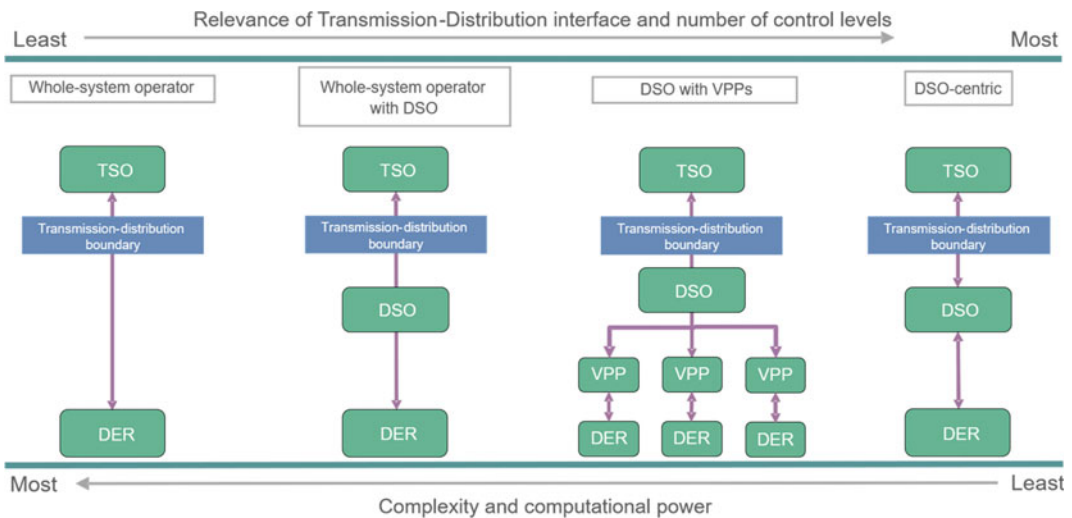 Relevance of Transmission-Distribution interface and number of control levels
Least
Most
Whole-system operator
Whole-system operator
with DSO
DSO with VPPs
DSO-centric
TSO
TSO
TSO
TSO
Transmission-distribution
boundary
Transmission-distribution
boundary
Transmission-distribution
boundary
Transmission-distribution
boundary
DSO
DSO
DSO
VPP
VPP
VPP
DER
DER
DER
DER
DER
DER
Most
Least
Complexity and computational power